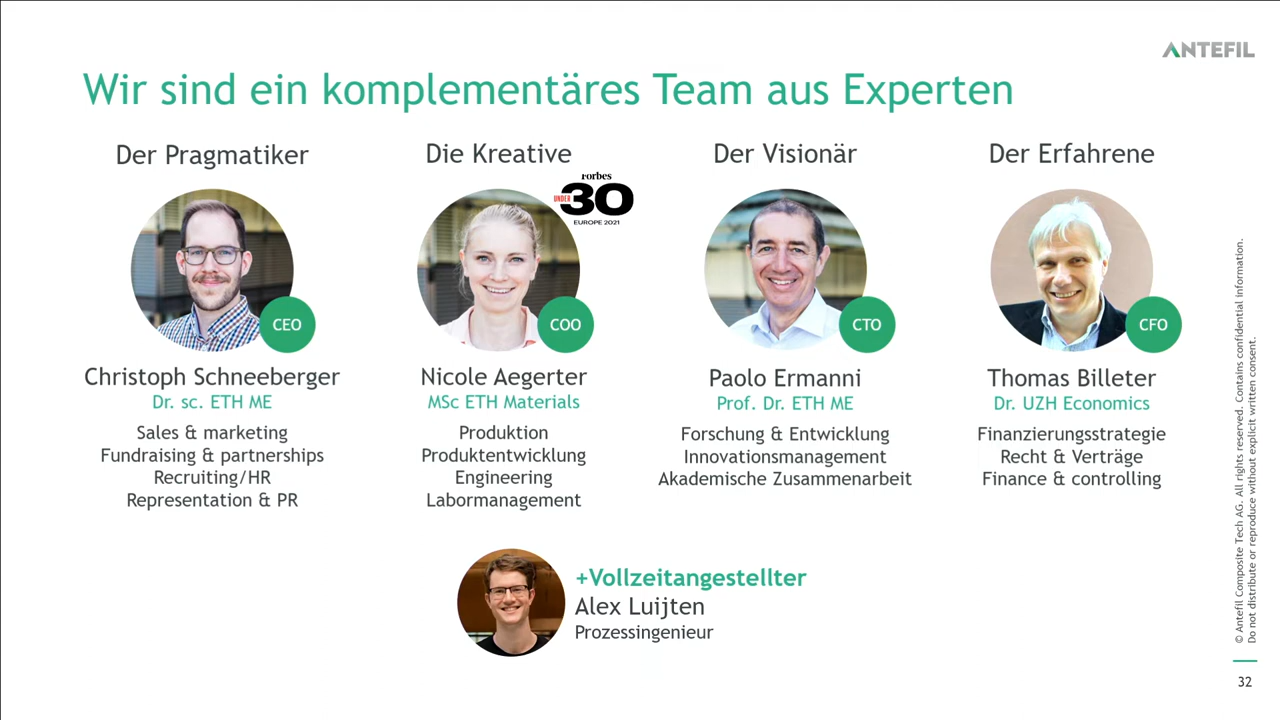 ANTEFIL
Wir sind ein komplementäres Team aus Experten
Der Pragmatiker
CEO
Christoph Schneeberger
Dr. sc. ETH ME
Sales & marketing
Fundraising & partnerships
Recruiting/HR
Representation & PR
Die Kreative
Forbes
UNDER
30
EUROPE 2021
COO
Nicole Aegerter
MSc ETH Materials
Produktion
Produktentwicklung
Engineering
Labormanagement
Der Visionär
CTO
Paolo Ermanni
Prof. Dr. ETH ME
Forschung & Entwicklung
Innovationsmanagement
Akademische Zusammenarbeit
Der Erfahrene
CFO
Thomas Billeter
Dr. UZH Economics
Finanzierungsstrategie
Recht & Verträge
Finance & controlling
+Vollzeitangestellter
Alex Luijten
Prozessingenieur
© Antefil Composite Tech AG. All rights reserved. Contains confidential information.
Do not distribute or reproduce without explicit written consent.
32